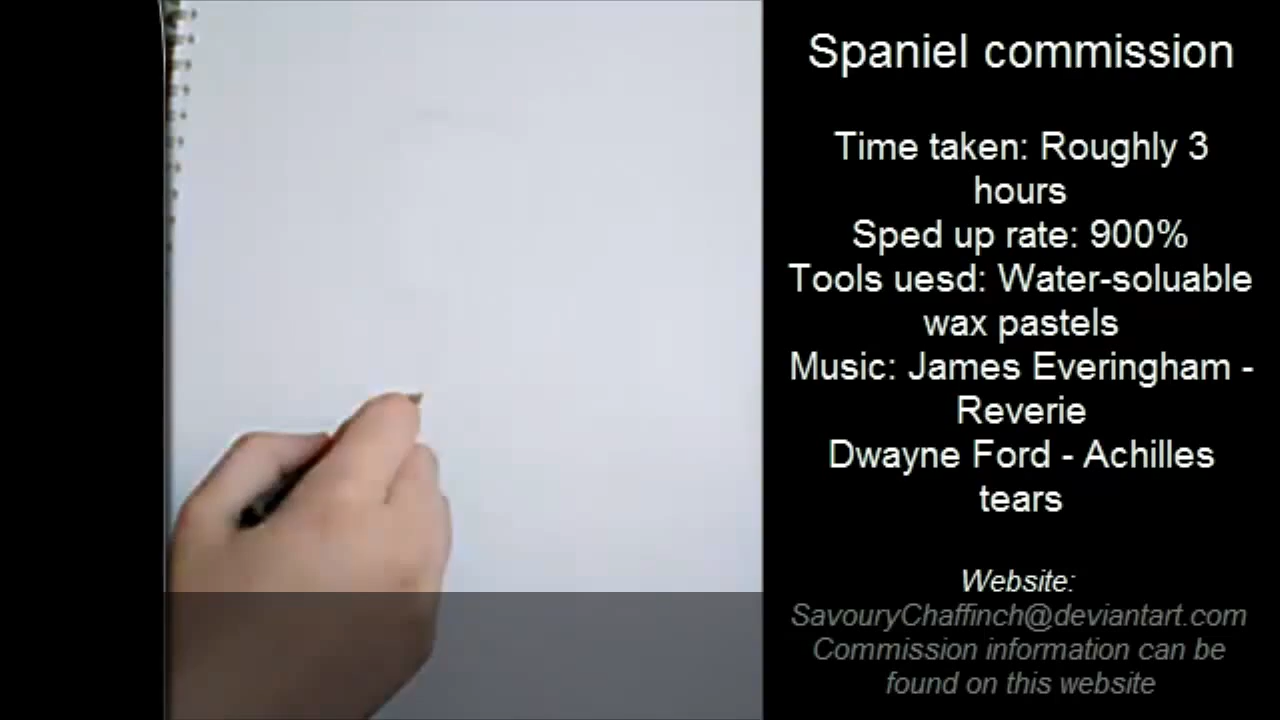 Spaniel commission
Time taken: Roughly 3
hours
Sped up rate: 900%
Tools uesd: Water-soluable
wax pastels
Music: James Everingham -
Reverie
Dwayne Ford - Achilles
tears
Website:
SavouryChaffinch@deviantart.com
Commission information can be
found on this website